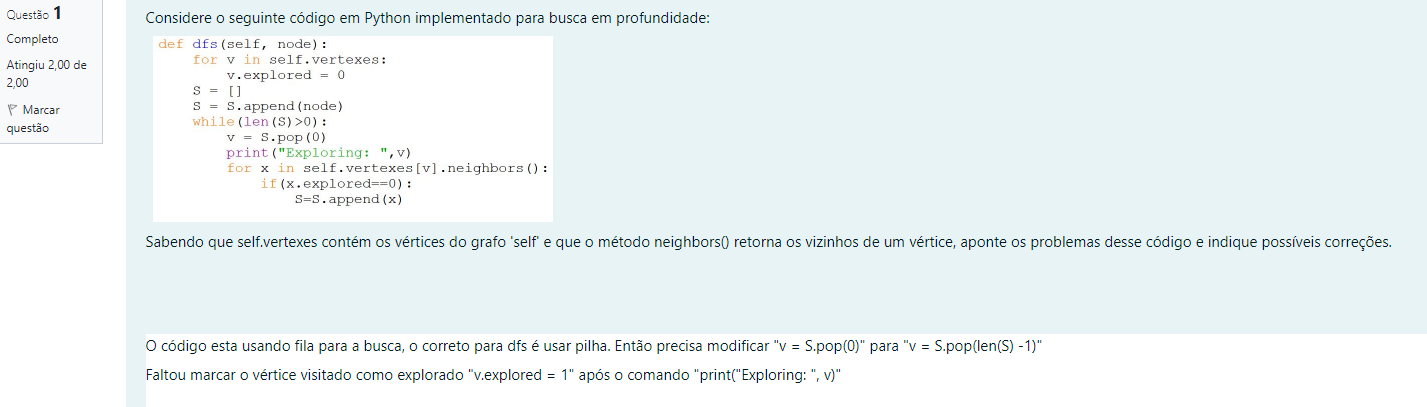 Questão 1
Completo
Atingiu 2,00 de
2,00
Marcar
questão
Considere o seguinte código em Python implementado para busca em profundidade:
def dfs(self, node):
    for v in self.vertexes:
        v.explored = 0
    S = []
    S = S.append(node)
    while(len(S)>0):
        v = S.pop(0)
        print("Exploring: ",v)
        for x in self.vertexes[v].neighbors():
            if(x.explored==0):
                S=S.append(x)
Sabendo que self.vertexes contém os vértices do grafo 'self' e que o método neighbors() retorna os vizinhos de um vértice, aponte os problemas desse código e indique possíveis correções.
O código esta usando fila para a busca, o correto para dfs é usar pilha. Então precisa modificar "v = S.pop(0)" para "v = S.pop(len(S) -1)"
Faltou marcar o vértice visitado como explorado "v.explored = 1" após o comando "print("Exploring: ", v)"